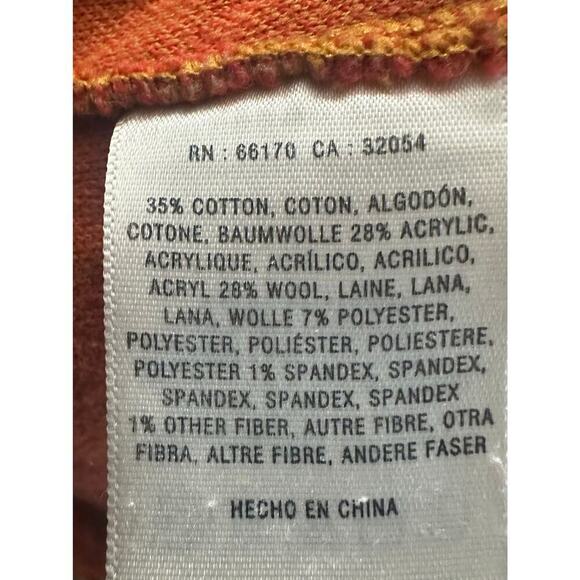 RN : 66170 CA : 32054
35% COTTON, COTON, ALGODÓN,
COTONE, BAUMWOLLE 28% ACRYLIC,
ACRYLIQUE, ACRÍLICO, ACRILICO,
ACRYL 28% WOOL, LAINE, LANA,
LANA, WOLLE 7% POLYESTER,
POLYESTER, POLIÉSTER, POLIESTERE,
POLYESTER 1% SPANDEX, SPANDEX,
SPANDEX, SPANDEX, SPANDEX
1% OTHER FIBER, AUTRE FIBRE, OTRA
FIBRA, ALTRE FIBRE, ANDERE FASER
HECHO EN CHINA